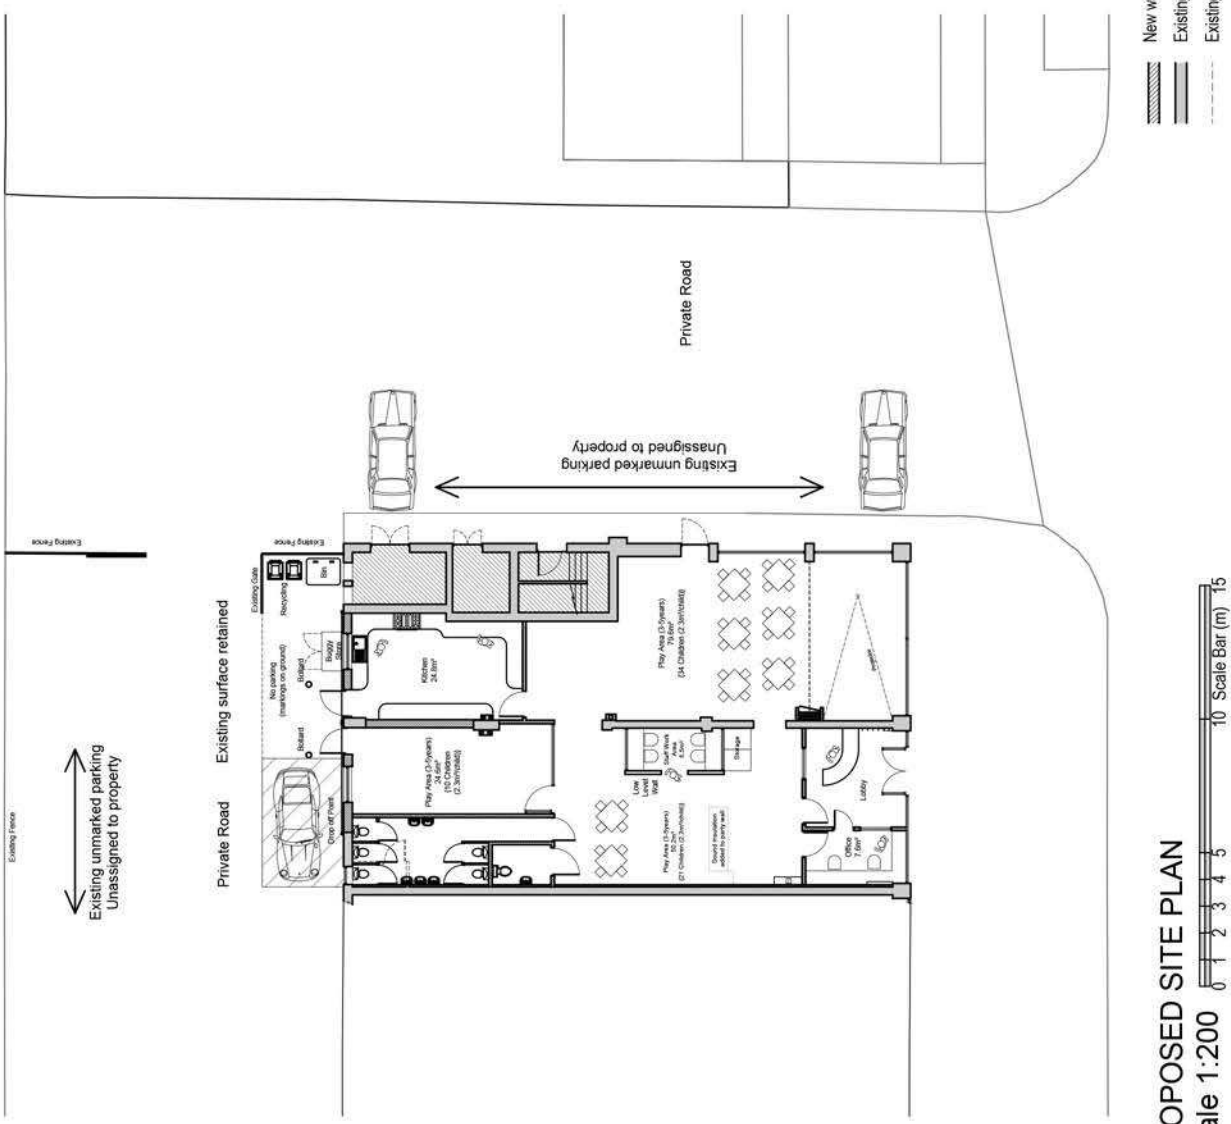 Existing Fence
Existing unmarked parking
Unassigned to property
Existing Fence
Private Road
Existing surface retained
Existing Gate
Existing Fence
Recycling
Bin
No parking
(markings on ground)
Bollard
Bollard
Buggy
Store
Drop off Point
Kitchen
24.8m²
Play Area (3-5years)
24.6m²
(10 Children
(2.3m²/child))
Play Area (3-5years)
79.6m²
(34 Children (2.3m²/child))
Low
Level
Wall
Staff Work
Area
Storage
Play Area (3-5years)
50.2m²
(21 Children (2.3m²/child))
Sound insulation
added to party wall
Lobby
Office
7.6m²
Existing unmarked parking
Unassigned to property
Private Road
OPOSED SITE PLAN
ale 1:200
0 1 2 3 4 5 10 Scale Bar (m) 15
New w
Existing
Existing